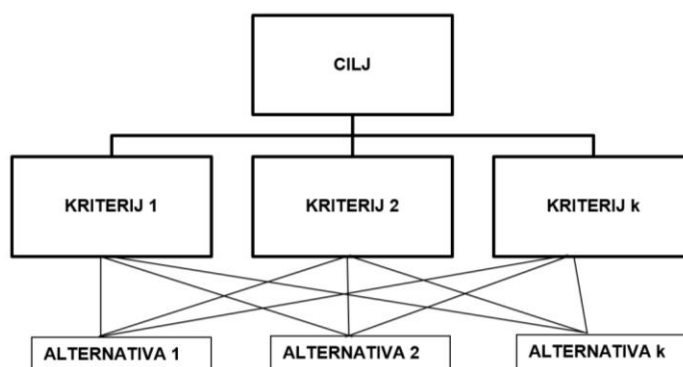 CILJ
KRITERIJ 1
KRITERIJ 2
KRITERIJ k
ALTERNATIVA 1
ALTERNATIVA 2
ALTERNATIVA k